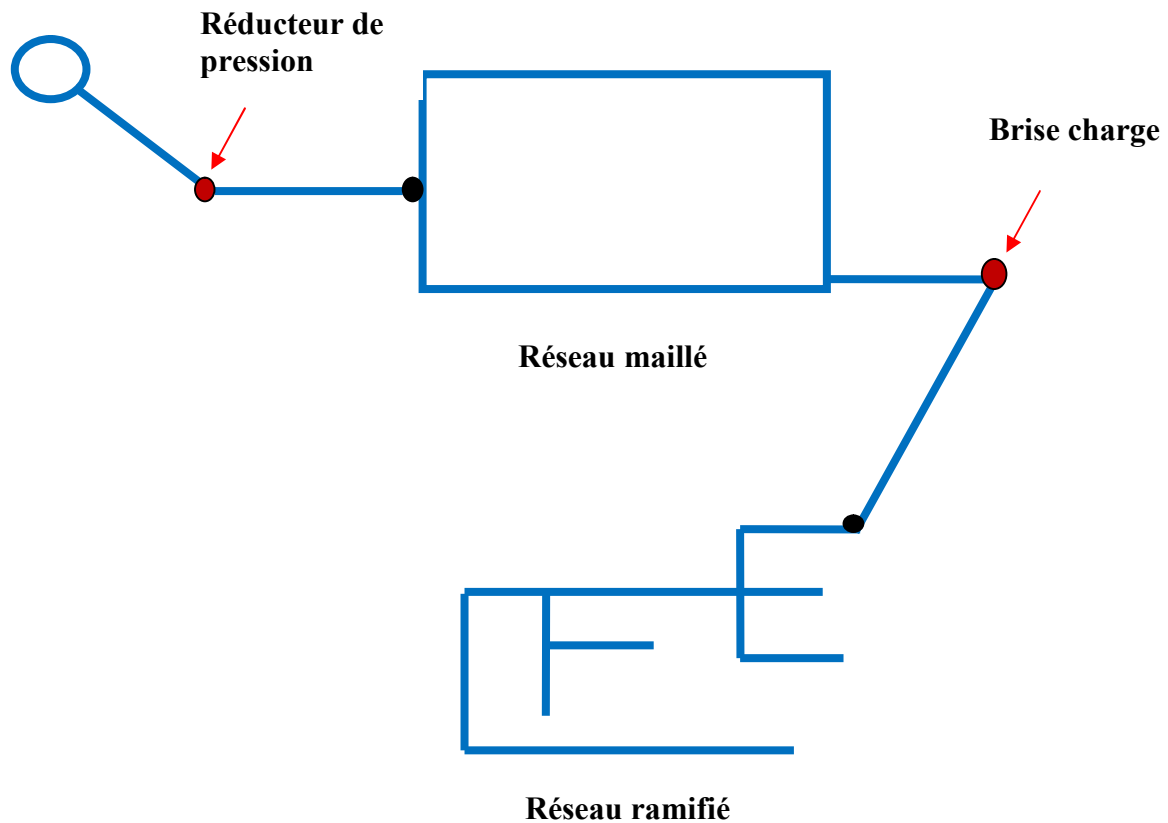 Réducteur de
pression
Brise charge
Réseau maillé
Réseau ramifié